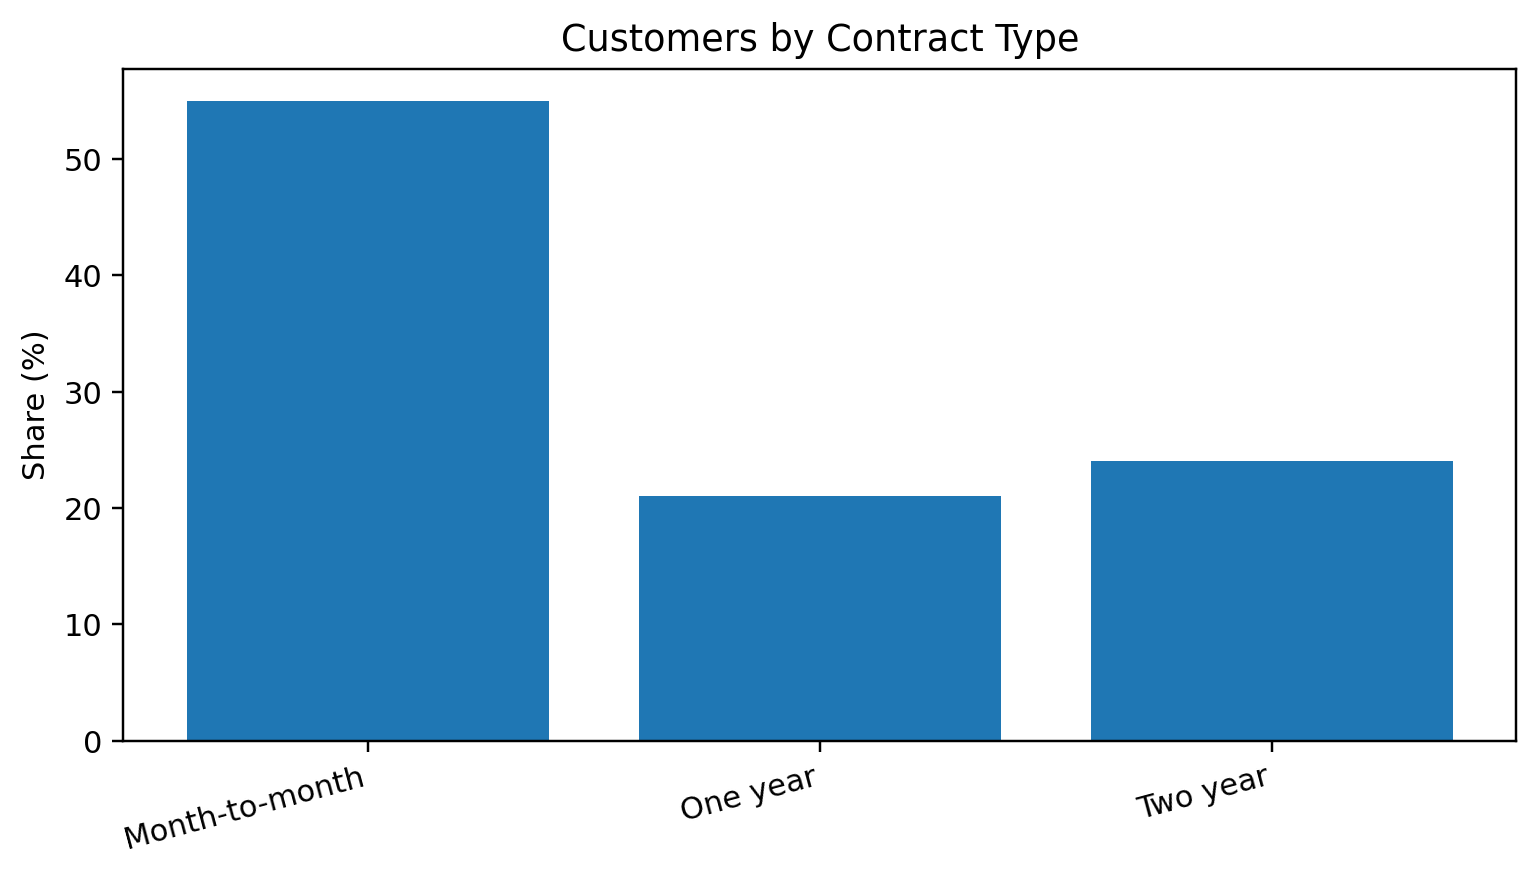 Customers by Contract Type
Share (%)
50
40
30
20
10
0
Month-to-month
One year
Two year